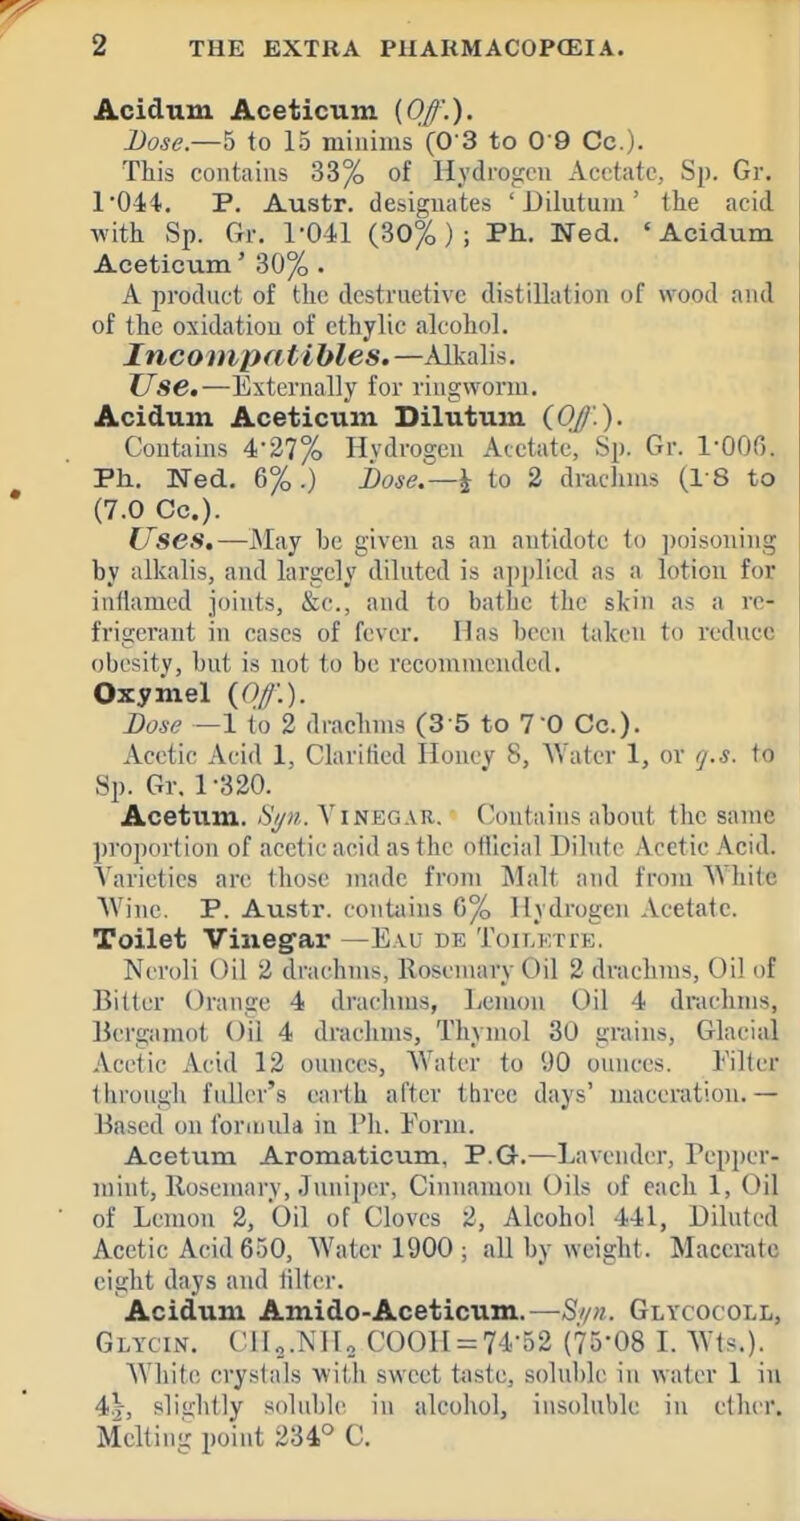 2 THE EXTRA PHARMACOPŒIA.
Acidum Aceticum (Off.).
Dose.—5 to 15 minims (0·3 to 0·9 Cc.).
This contains 33% of Hydrogen Acetate, Sp. Gr.
1·044. P. Austr. designates ‘Dilutum’ the acid
with Sp. Gr. 1·041 (30%); Ph. Ned. ‘Acidum
Aceticum’ 30%.
A product of the destructive distillation of wood and
of the oxidation of ethylic alcohol.
Incompatibles.—Alkalis.
Use.—Externally for ringworm.
Acidum Aceticum Dilutum (Off.).
Contains 4·27% Hydrogen Acetate, Sp. Gr. 1·006.
Ph. Ned. 6%.) Dose.—½ to 2 drachms (1·8 to
(7.0 Cc.).
Uses.—May be given as an antidote to poisoning
by alkalis, and largely diluted is applied as a lotion for
inflamed joints, &c., and to bathe the skin as a re-
frigerant in cases of fever. Has been taken to reduce
obesity, but is not to be recommended.
Oxymel (Off.).
Dose—1 to 2 drachms (3·5 to 7·0 Cc.).
Acetic Acid 1, Clarified Honey 8, Water 1, or q.s. to
Sp. Gr. 1·320.
Acetum. Syn. VINEGAR. Contains about the same
proportion of acetic acid as the official Dilute Acetic Acid.
Varieties are those made from Malt and from White
Wine. P. Austr. contains 6% Hydrogen Acetate.
Toilet Vinegar—EAU DE TOILETTE.
Neroli Oil 2 drachms, Rosemary Oil 2 drachms, Oil of
Bitter Orange 4 drachms, Lemon Oil 4 drachms,
Bergamot Oil 4 drachms, Thymol 30 grains, Glacial
Acetic Acid 12 ounces, Water to 90 ounces. Filter
through fuller’s earth after three days’ maceration.—
Based on formula in Ph. Form.
Acetum Aromaticum, P.G.—Lavender, Pepper-
mint, Rosemary, Juniper, Cinnamon Oils of each 1, Oil
of Lemon 2, Oil of Cloves 2, Alcohol 441, Diluted
Acetic Acid 650, Water 1900; all by weight. Macerate
eight days and filter.
Acidum Amido-Aceticum.—Syn. GLYCOCOLL,
GLYCIN. CH₂.NH₂ COOH = 74·52 (75·08 I. Wts.).
White crystals with sweet taste, soluble in water 1 in
4½, slightly soluble in alcohol, insoluble in ether.
Melting point 234° C.